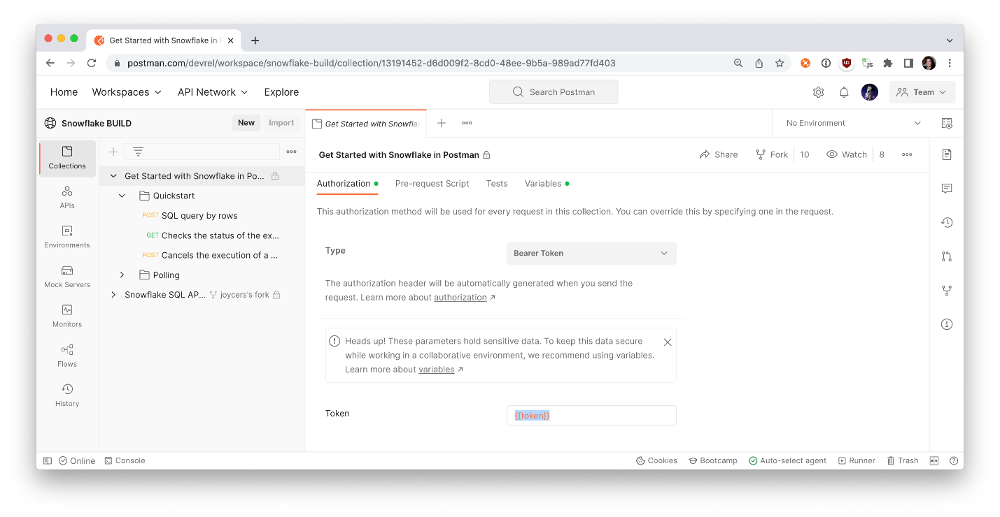 Get Started with Snowflake in P
postman.com/devrel/workspace/snowflake-build/collection/13191452-d6d009f2-8cd0-48ee-9b5a-989ad77fd403
Home Workspaces API Network Explore Search Postman Team
Snowflake BUILD New Import Get Started with Snowfla No Environment
Get Started with Snowflake in Postman Share Fork 10 Watch 8
Collections
APIs
Environments
Mock Servers
Monitors
Flows
History
Get Started with Snowflake in Po...
Quickstart
POST SQL query by rows
GET Checks the status of the ex...
POST Cancels the execution of a ...
Polling
Snowflake SQL AP... joycers's fork
Authorization Pre-request Script Tests Variables
This authorization method will be used for every request in this collection. You can override this by specifying one in the request.
Type Bearer Token
The authorization header will be automatically generated when you send the
request. Learn more about authorization ↗
Heads up! These parameters hold sensitive data. To keep this data secure
while working in a collaborative environment, we recommend using variables.
Learn more about variables ↗
Token {{token}}
Online Console Cookies Bootcamp Auto-select agent Runner Trash